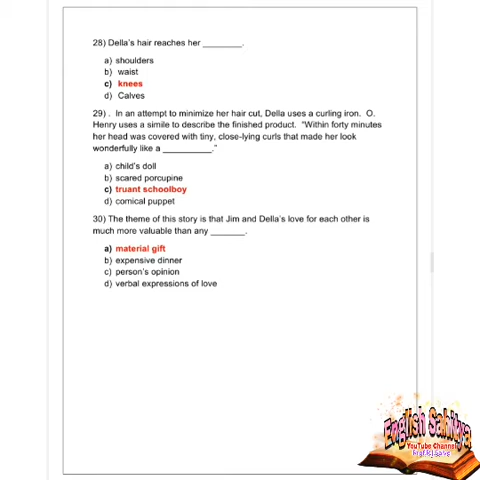 28) Della's hair reaches her ________.
a) shoulders
b) waist
c) knees
d) Calves
29) . In an attempt to minimize her hair cut, Della uses a curling iron. O.
Henry uses a simile to describe the finished product. "Within forty minutes
her head was covered with tiny, close-lying curls that made her look
wonderfully like a __________."
a) child's doll
b) scared porcupine
c) truant schoolboy
d) comical puppet
30) The theme of this story is that Jim and Della's love for each other is
much more valuable than any _______.
a) material gift
b) expensive dinner
c) person's opinion
d) verbal expressions of love
English Sahitya
YouTube Channel